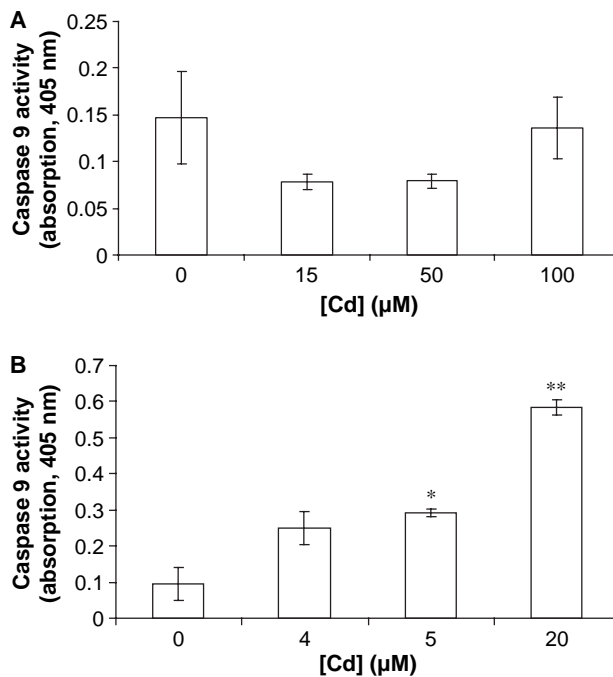 A
Caspase 9 activity
(absorption, 405 nm)
0.25
0.2
0.15
0.1
0.05
0
0 15 50 100
[Cd] (µM)
B
Caspase 9 activity
(absorption, 405 nm)
0.7
0.6
0.5
0.4
0.3
0.2
0.1
0
*
**
0 4 5 20
[Cd] (µM)